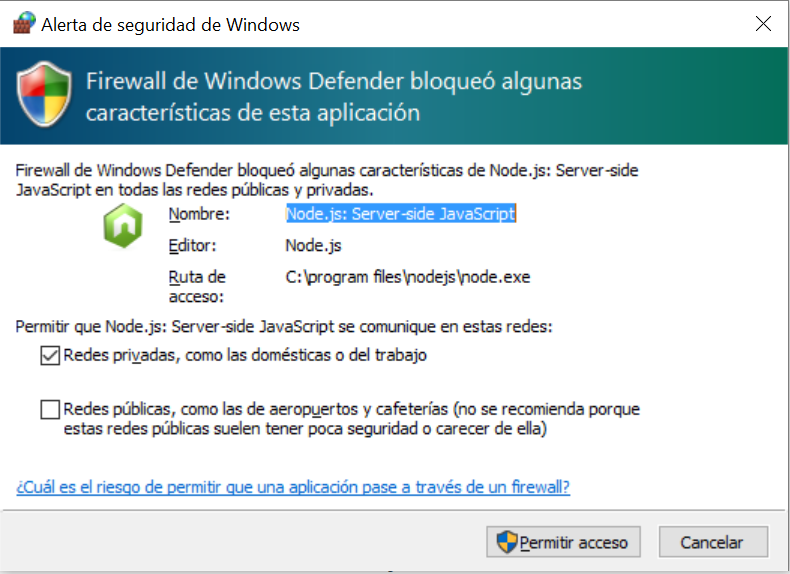 Alerta de seguridad de Windows
Firewall de Windows Defender bloqueó algunas
características de esta aplicación
Firewall de Windows Defender bloqueó algunas características de Node.js: Server-side
JavaScript en todas las redes públicas y privadas.
Nombre: Node.js: Server-side JavaScript
Editor: Node.js
Ruta de C:\program files\nodejs\node.exe
acceso:
Permitir que Node.js: Server-side JavaScript se comunique en estas redes:
Redes privadas, como las domésticas o del trabajo
Redes públicas, como las de aeropuertos y cafeterías (no se recomienda porque
estas redes públicas suelen tener poca seguridad o carecer de ella)
¿Cuál es el riesgo de permitir que una aplicación pase a través de un firewall?
Permitir acceso Cancelar